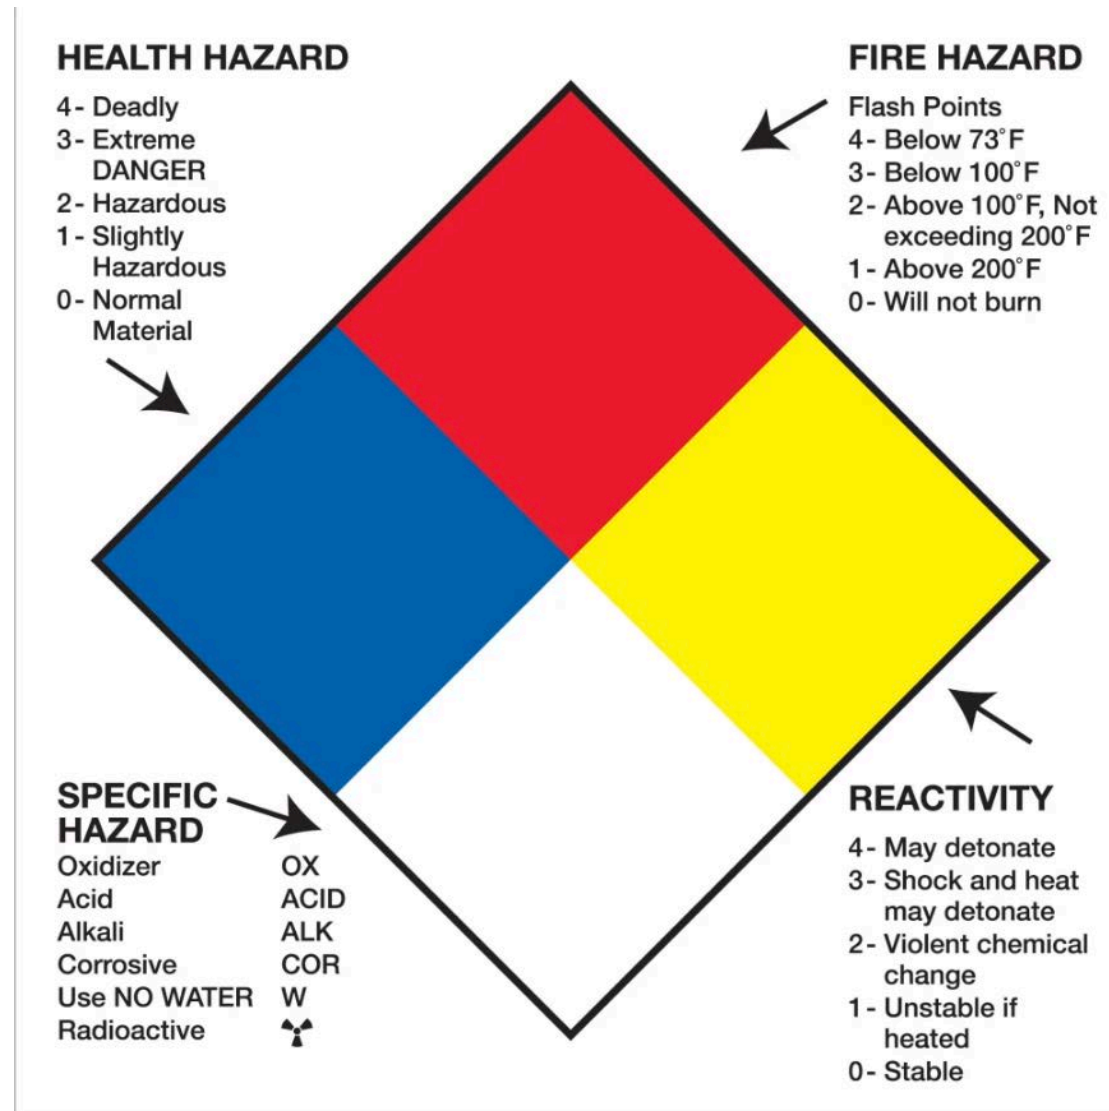 HEALTH HAZARD
4- Deadly
3- Extreme
DANGER
2- Hazardous
1- Slightly
Hazardous
0- Normal
Material
FIRE HAZARD
Flash Points
4- Below 73°F
3- Below 100°F
2- Above 100°F, Not
exceeding 200°F
1- Above 200°F
0- Will not burn
SPECIFIC
HAZARD
Oxidizer OX
Acid ACID
Alkali ALK
Corrosive COR
Use NO WATER W
Radioactive
REACTIVITY
4- May detonate
3- Shock and heat
may detonate
2- Violent chemical
change
1- Unstable if
heated
0- Stable